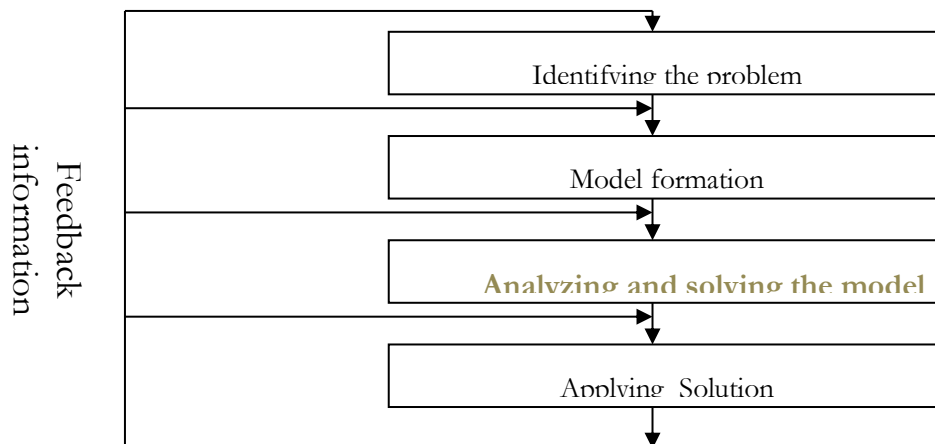 Feedback
information
Identifying the problem
Model formation
Analyzing and solving the model
Applying Solution